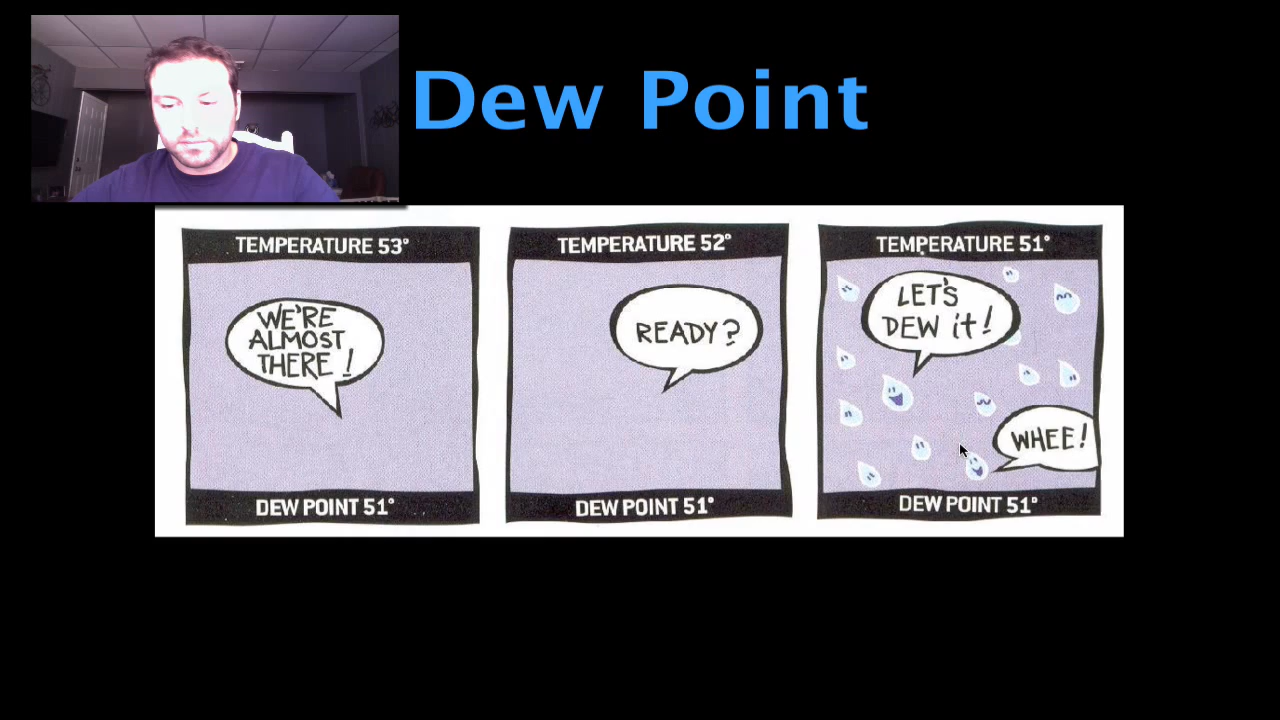 Dew Point
TEMPERATURE 53°
WE'RE
ALMOST
THERE!
DEW POINT 51°
TEMPERATURE 52°
READY?
DEW POINT 51°
TEMPERATURE 51°
LET'S
DEW it!
WHEE!
DEW POINT 51°